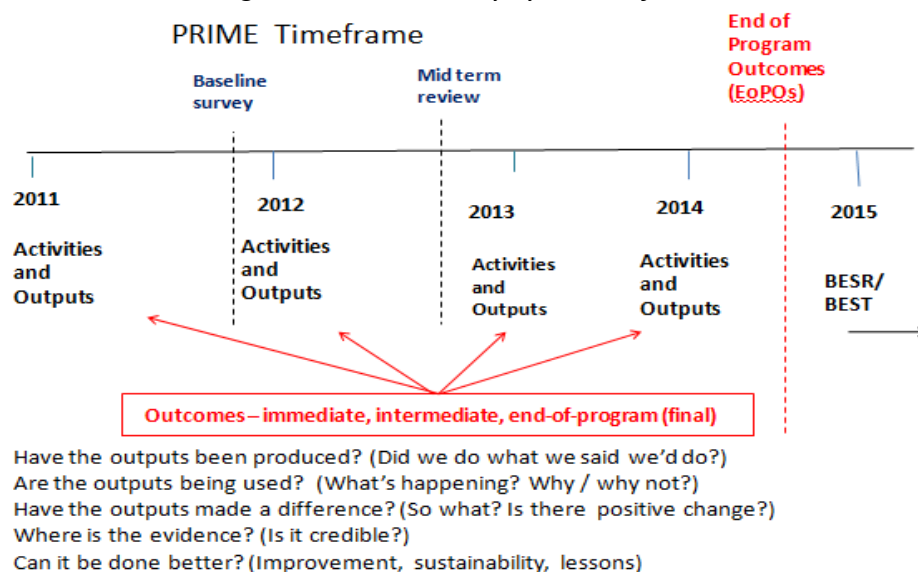 PRIME Timeframe
End of
Program
Outcomes
(EoPOs)
Baseline
survey
Mid term
review
2011
2012
2013
2014
2015
Activities
and
Outputs
Activities
and
Outputs
Activities
and
Outputs
Activities
and
Outputs
BESR/
BEST
Outcomes – immediate, intermediate, end-of-program (final)
Have the outputs been produced? (Did we do what we said we'd do?)
Are the outputs being used? (What's happening? Why / why not?)
Have the outputs made a difference? (So what? Is there positive change?)
Where is the evidence? (Is it credible?)
Can it be done better? (Improvement, sustainability, lessons)